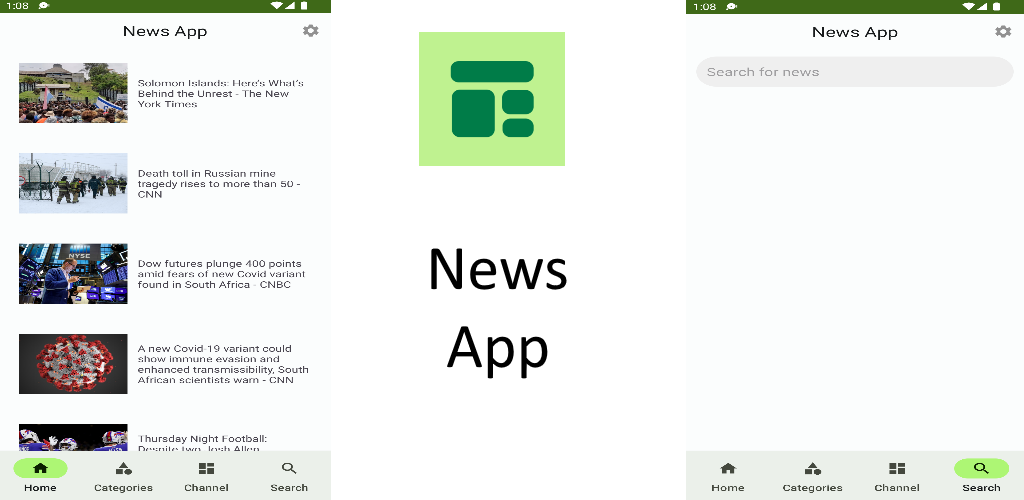 1:08
News App
Solomon Islands: Here's What's
Behind the Unrest - The New
York Times
Death toll in Russian mine
tragedy rises to more than 50 -
CNN
NYSE
Dow futures plunge 400 points
amid fears of new Covid variant
found in South Africa - CNBC
A new Covid-19 variant could
show immune evasion and
enhanced transmissibility, South
African scientists warn - CNN
Thursday Night Football:
Despite two Josh Allen
Home
Categories
Channel
Search
News
App
1:08
News App
Search for news
Home
Categories
Channel
Search